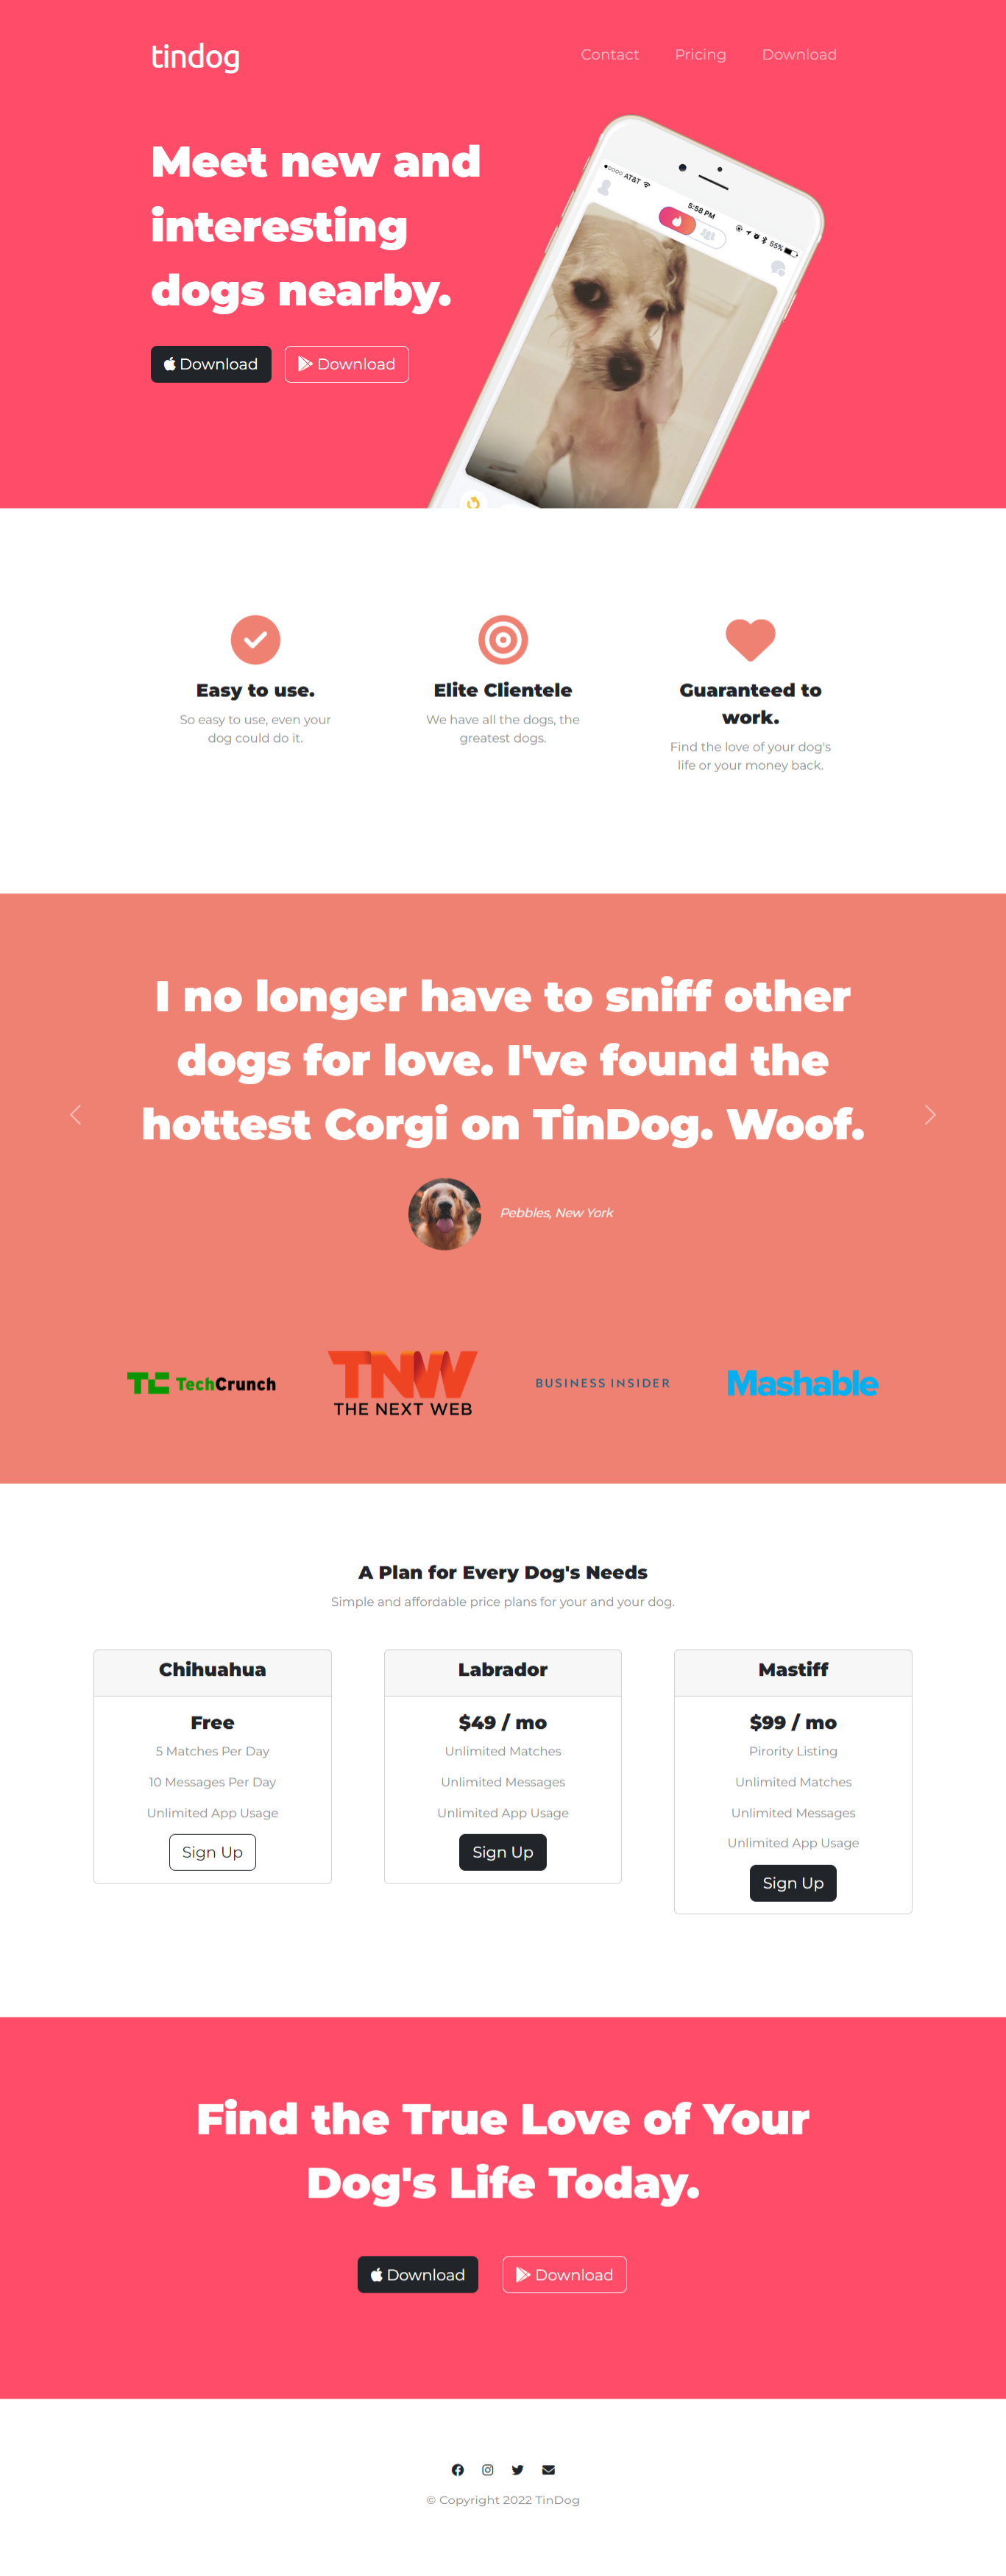 tindog
Contact Pricing Download
Meet new and
interesting
dogs nearby.
Download Download
AT&T
5:58 PM
55%
Easy to use.
So easy to use, even your
dog could do it.
Elite Clientele
We have all the dogs, the
greatest dogs.
Guaranteed to
work.
Find the love of your dog's
life or your money back.
I no longer have to sniff other
dogs for love. I've found the
hottest Corgi on TinDog. Woof.
Pebbles, New York
TC TechCrunch
TNW
THE NEXT WEB
BUSINESS INSIDER
Mashable
A Plan for Every Dog's Needs
Simple and affordable price plans for your and your dog.
Chihuahua
Free
5 Matches Per Day
10 Messages Per Day
Unlimited App Usage
Sign Up
Labrador
$49 / mo
Unlimited Matches
Unlimited Messages
Unlimited App Usage
Sign Up
Mastiff
$99 / mo
Pirority Listing
Unlimited Matches
Unlimited Messages
Unlimited App Usage
Sign Up
Find the True Love of Your
Dog's Life Today.
Download Download
© Copyright 2022 TinDog